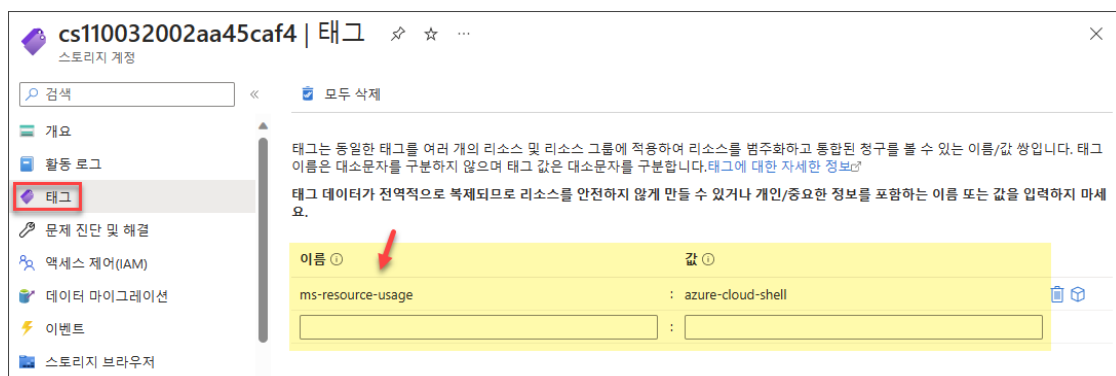 cs110032002aa45caf4 | 태그
스토리지 계정
검색
모두 삭제
개요
활동 로그
태그
문제 진단 및 해결
액세스 제어(IAM)
데이터 마이그레이션
이벤트
스토리지 브라우저
태그는 동일한 태그를 여러 개의 리소스 및 리소스 그룹에 적용하여 리소스를 범주화하고 통합된 청구를 볼 수 있는 이름/값 쌍입니다. 태그
이름은 대소문자를 구분하지 않으며 태그 값은 대소문자를 구분합니다.태그에 대한 자세한 정보
태그 데이터가 전역적으로 복제되므로 리소스를 안전하지 않게 만들 수 있거나 개인/중요한 정보를 포함하는 이름 또는 값을 입력하지 마세
요.
이름 값
ms-resource-usage : azure-cloud-shell
: